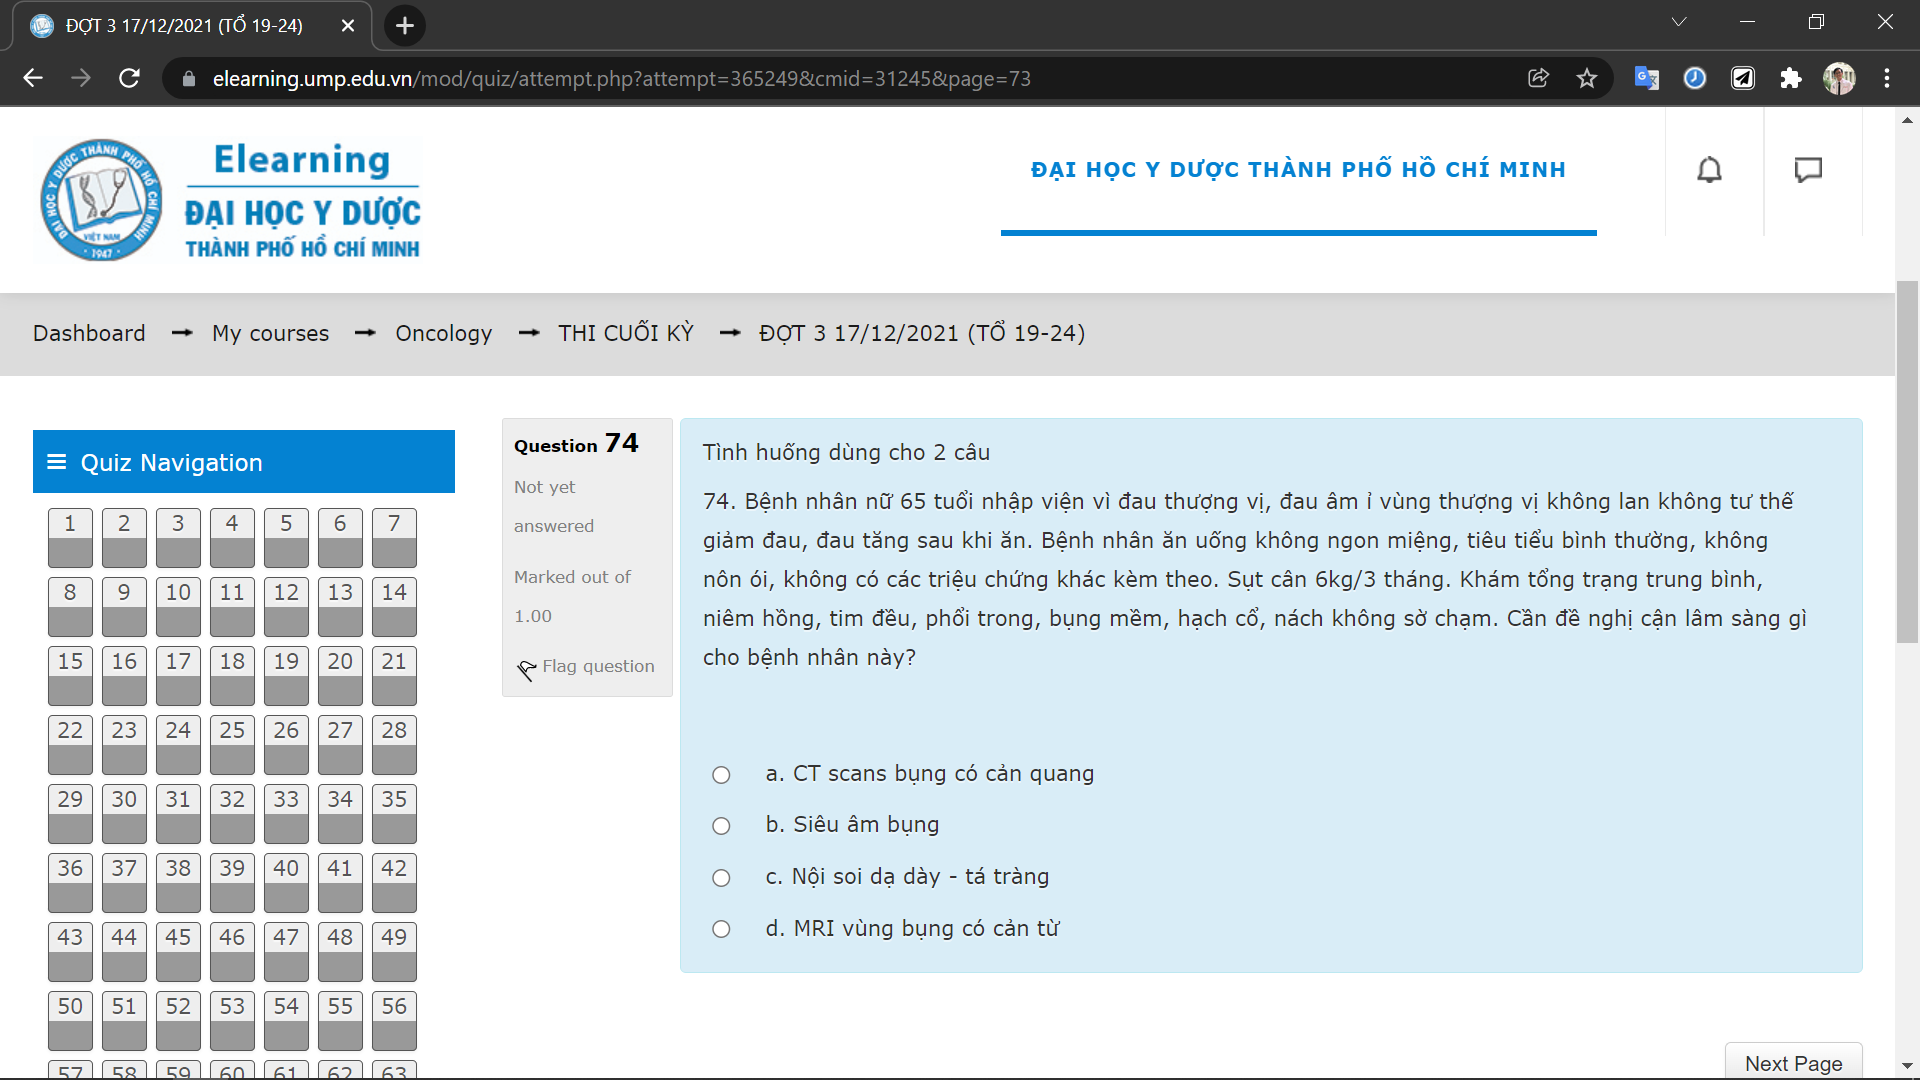 ĐỢT 3 17/12/2021 (TỔ 19-24)
elearning.ump.edu.vn/mod/quiz/attempt.php?attempt=365249&cmid=31245&page=73
ĐẠI HỌC Y DƯỢC THÀNH PHỐ HỒ CHÍ MINH
VIỆT NAM
1947
Elearning
ĐẠI HỌC Y DƯỢC
THÀNH PHỐ HỒ CHÍ MINH
ĐẠI HỌC Y DƯỢC THÀNH PHỐ HỒ CHÍ MINH
Dashboard → My courses → Oncology → THI CUỐI KỲ → ĐỢT 3 17/12/2021 (TỔ 19-24)
Quiz Navigation
1 2 3 4 5 6 7
8 9 10 11 12 13 14
15 16 17 18 19 20 21
22 23 24 25 26 27 28
29 30 31 32 33 34 35
36 37 38 39 40 41 42
43 44 45 46 47 48 49
50 51 52 53 54 55 56
57 58 59 60 61 62 63
Question 74
Not yet
answered
Marked out of
1.00
Flag question
Tình huống dùng cho 2 câu
74. Bệnh nhân nữ 65 tuổi nhập viện vì đau thượng vị, đau âm ỉ vùng thượng vị không lan không tư thế
giảm đau, đau tăng sau khi ăn. Bệnh nhân ăn uống không ngon miệng, tiêu tiểu bình thường, không
nôn ói, không có các triệu chứng khác kèm theo. Sụt cân 6kg/3 tháng. Khám tổng trạng trung bình,
niêm hồng, tim đều, phổi trong, bụng mềm, hạch cổ, nách không sờ chạm. Cần đề nghị cận lâm sàng gì
cho bệnh nhân này?
a. CT scans bụng có cản quang
b. Siêu âm bụng
c. Nội soi dạ dày - tá tràng
d. MRI vùng bụng có cản từ
Next Page